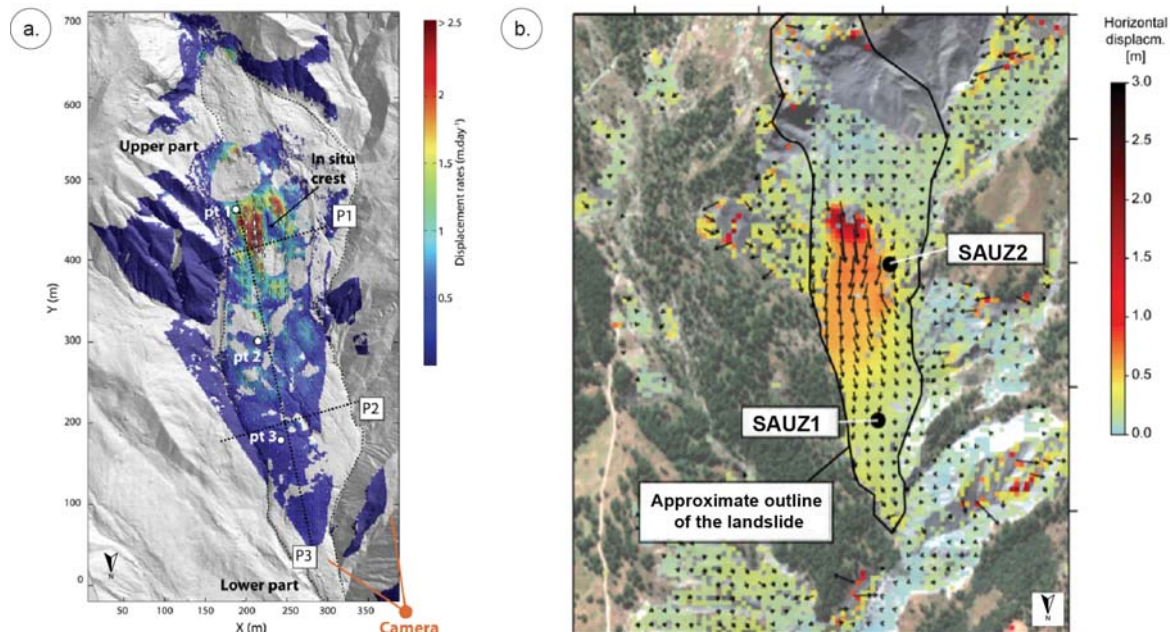 a.
700
600
500
400
300
200
100
0
Y (m)
10
50
100
150
200
250
300
350
X (m)
Upper part
In situ
crest
pt 1
P1
pt 2
P2
pt 3
P3
N
Lower part
Camera
> 2.5
2
1.5
1
0.5
Displacement rates (m.day⁻¹)
b.
SAUZ2
SAUZ1
Approximate outline
of the landslide
N
Horizontal
displacm.
[m]
3.0
2.5
2.0
1.5
1.0
0.5
0.0